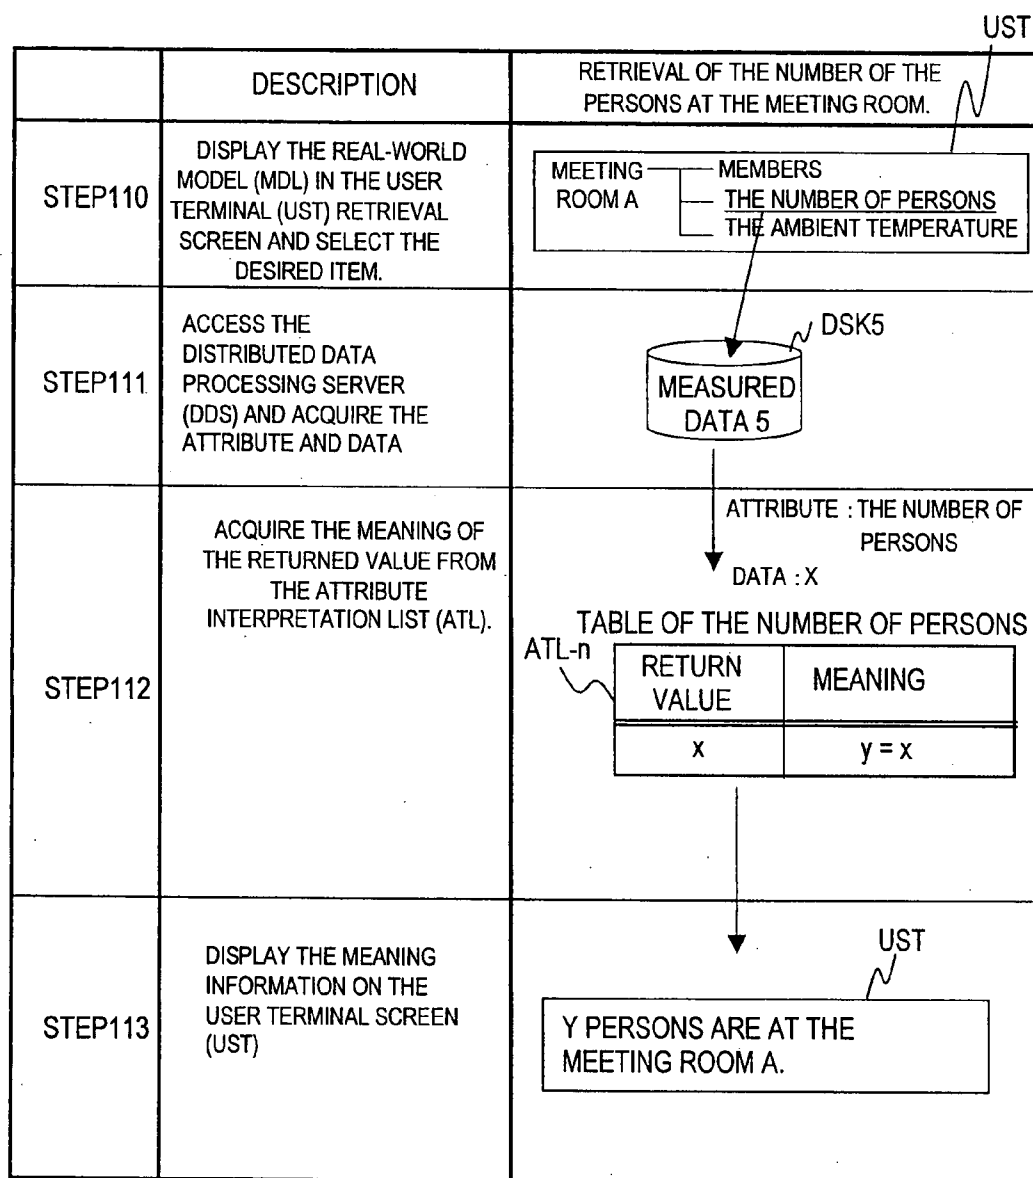 UST
DESCRIPTION
RETRIEVAL OF THE NUMBER OF THE
PERSONS AT THE MEETING ROOM.
STEP110
DISPLAY THE REAL-WORLD
MODEL (MDL) IN THE USER
TERMINAL (UST) RETRIEVAL
SCREEN AND SELECT THE
DESIRED ITEM.
MEETING
ROOM A
MEMBERS
THE NUMBER OF PERSONS
THE AMBIENT TEMPERATURE
STEP111
ACCESS THE
DISTRIBUTED DATA
PROCESSING SERVER
(DDS) AND ACQUIRE THE
ATTRIBUTE AND DATA
DSK5
MEASURED
DATA 5
STEP112
ACQUIRE THE MEANING OF
THE RETURNED VALUE FROM
THE ATTRIBUTE
INTERPRETATION LIST (ATL).
ATTRIBUTE : THE NUMBER OF
PERSONS
DATA : X
TABLE OF THE NUMBER OF PERSONS
ATL-n
RETURN
VALUE
MEANING
x
y = x
STEP113
DISPLAY THE MEANING
INFORMATION ON THE
USER TERMINAL SCREEN
(UST)
UST
Y PERSONS ARE AT THE
MEETING ROOM A.